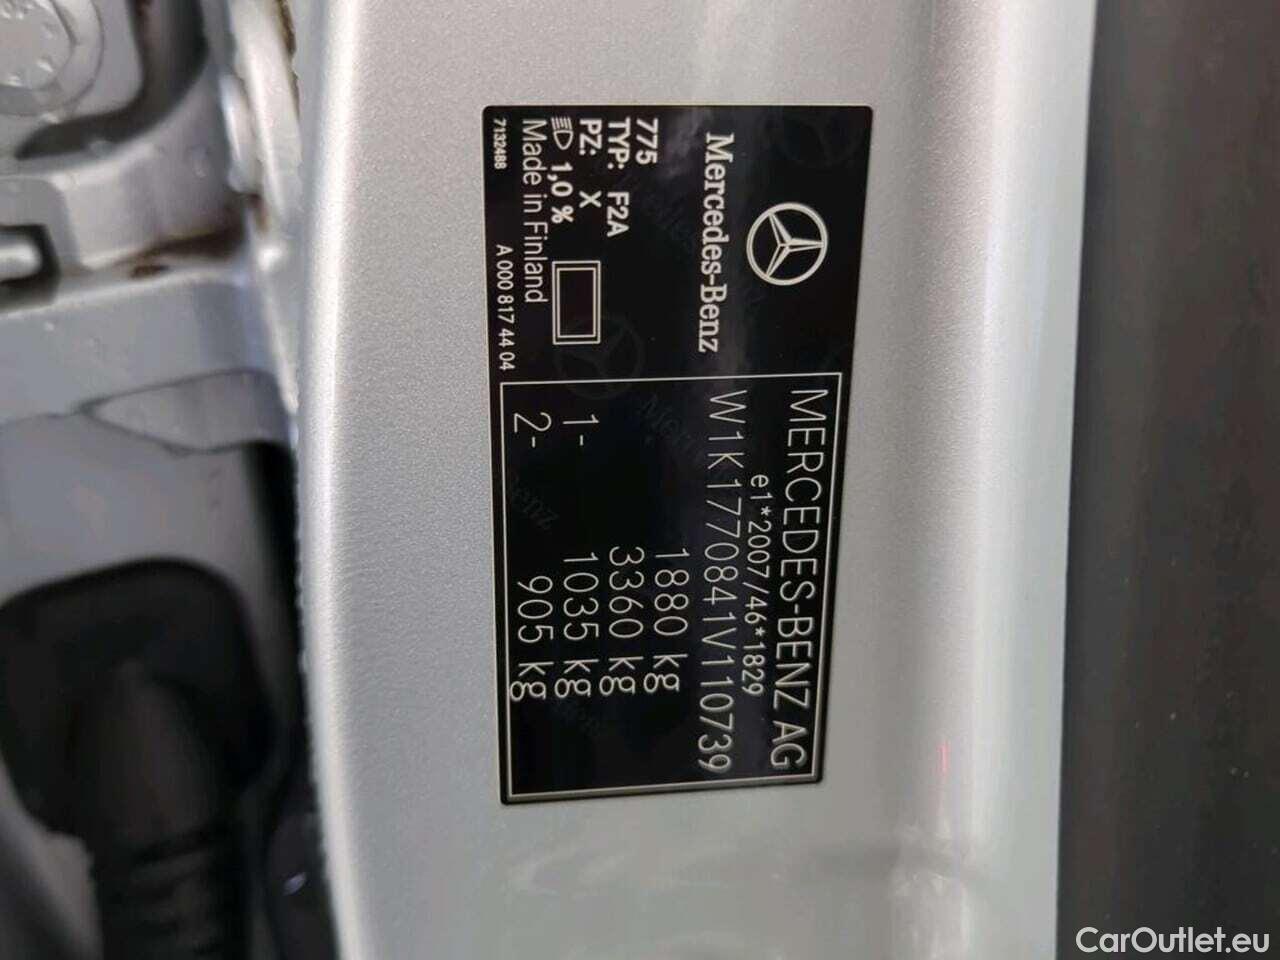 Mercedes-Benz
775
TYP: F2A
PZ: X
1,0 %
Made in Finland
7132488 A 000 817 44 04
MERCEDES-BENZ AG
e1*2007/46*1829
W1K1770841V110739
1880 kg
3360 kg
1- 1035 kg
2- 905 kg
CarOutlet.eu